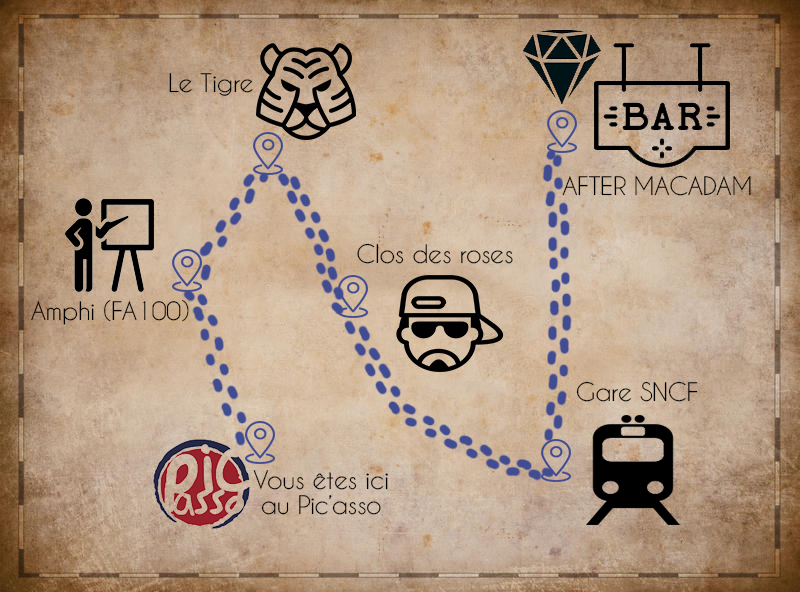 Le Tigre
BAR
AFTER MACADAM
Clos des roses
Amphi (FA100)
Gare SNCF
Pic
asso
Vous êtes ici
au Pic'asso